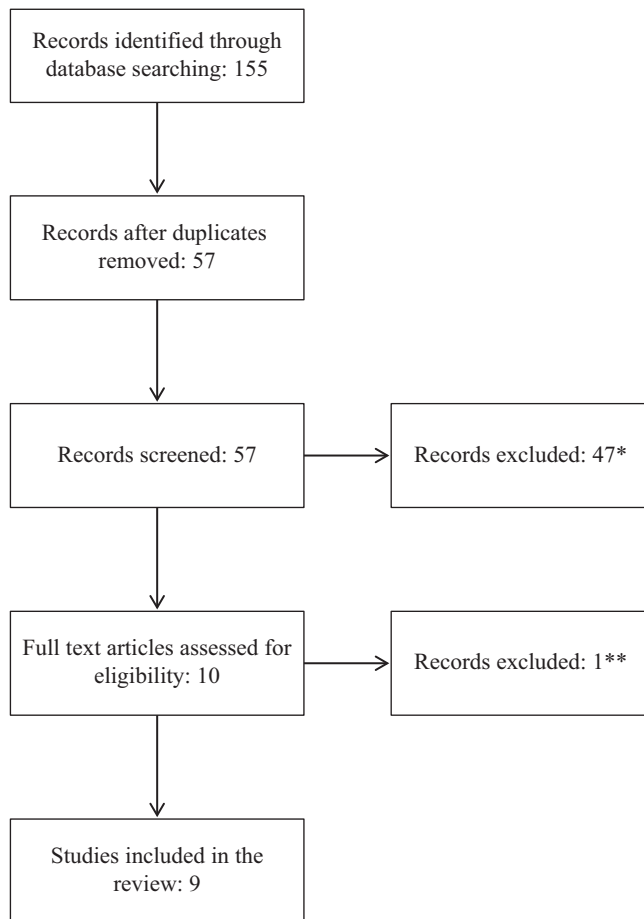 Records identified through
database searching: 155
Records after duplicates
removed: 57
Records screened: 57
Records excluded: 47*
Full text articles assessed for
eligibility: 10
Records excluded: 1**
Studies included in the
review: 9